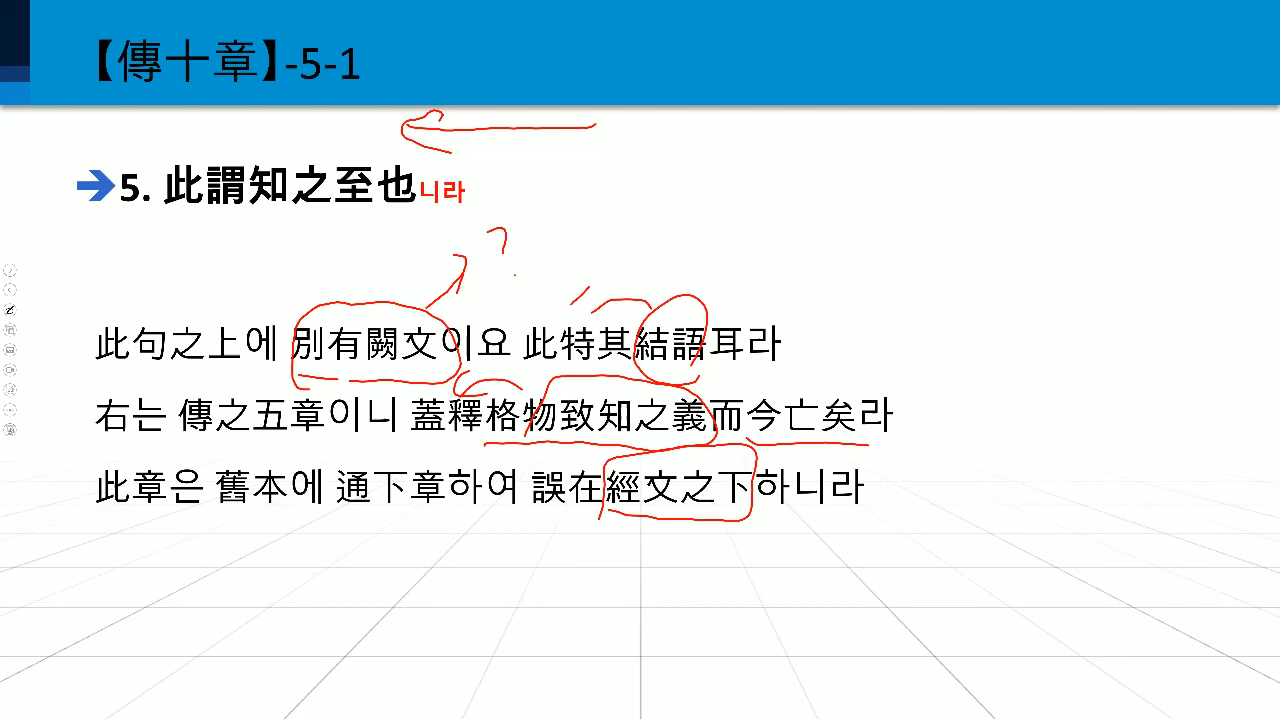 【傳十章】-5-1
5. 此謂知之至也니라
?
此句之上에 別有闕文이요 此特其結語耳라
右는 傳之五章이니 蓋釋格物致知之義而今亡矣라
此章은 舊本에 通下章하여 誤在經文之下하니라